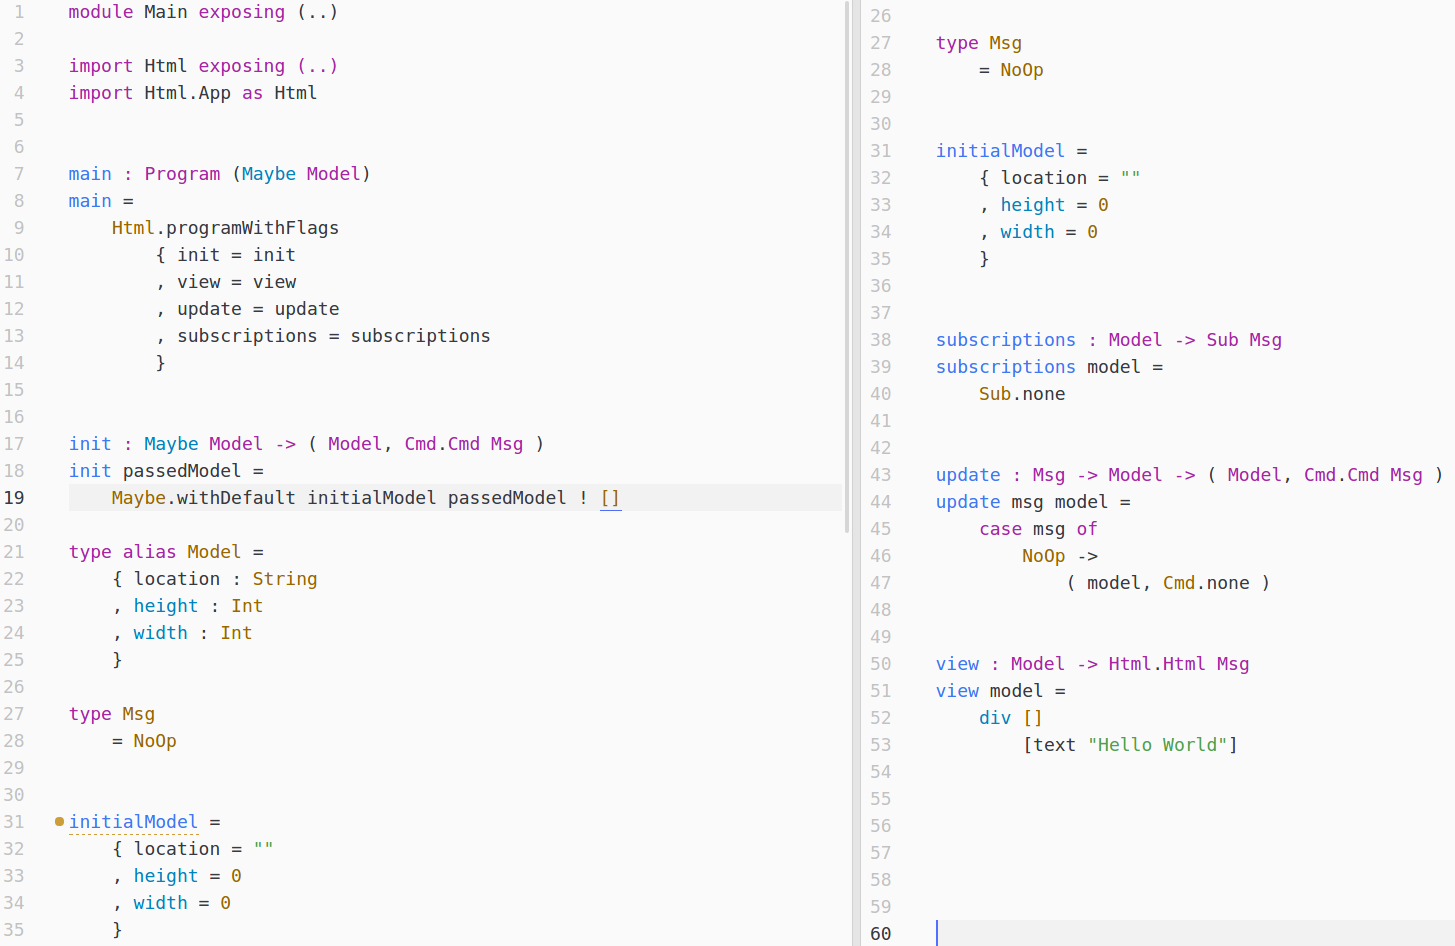 1 module Main exposing (..)
2
3 import Html exposing (..)
4 import Html.App as Html
5
6
7 main : Program (Maybe Model)
8 main =
9     Html.programWithFlags
10         { init = init
11         , view = view
12         , update = update
13         , subscriptions = subscriptions
14         }
15
16
17 init : Maybe Model -> ( Model, Cmd.Cmd Msg )
18 init passedModel =
19     Maybe.withDefault initialModel passedModel ! []
20
21 type alias Model =
22     { location : String
23     , height : Int
24     , width : Int
25     }
26
27 type Msg
28     = NoOp
29
30
31 initialModel =
32     { location = ""
33     , height = 0
34     , width = 0
35     }
26
27 type Msg
28     = NoOp
29
30
31 initialModel =
32     { location = ""
33     , height = 0
34     , width = 0
35     }
36
37
38 subscriptions : Model -> Sub Msg
39 subscriptions model =
40     Sub.none
41
42
43 update : Msg -> Model -> ( Model, Cmd.Cmd Msg )
44 update msg model =
45     case msg of
46         NoOp ->
47             ( model, Cmd.none )
48
49
50 view : Model -> Html.Html Msg
51 view model =
52     div []
53         [text "Hello World"]
54
55
56
57
58
59
60